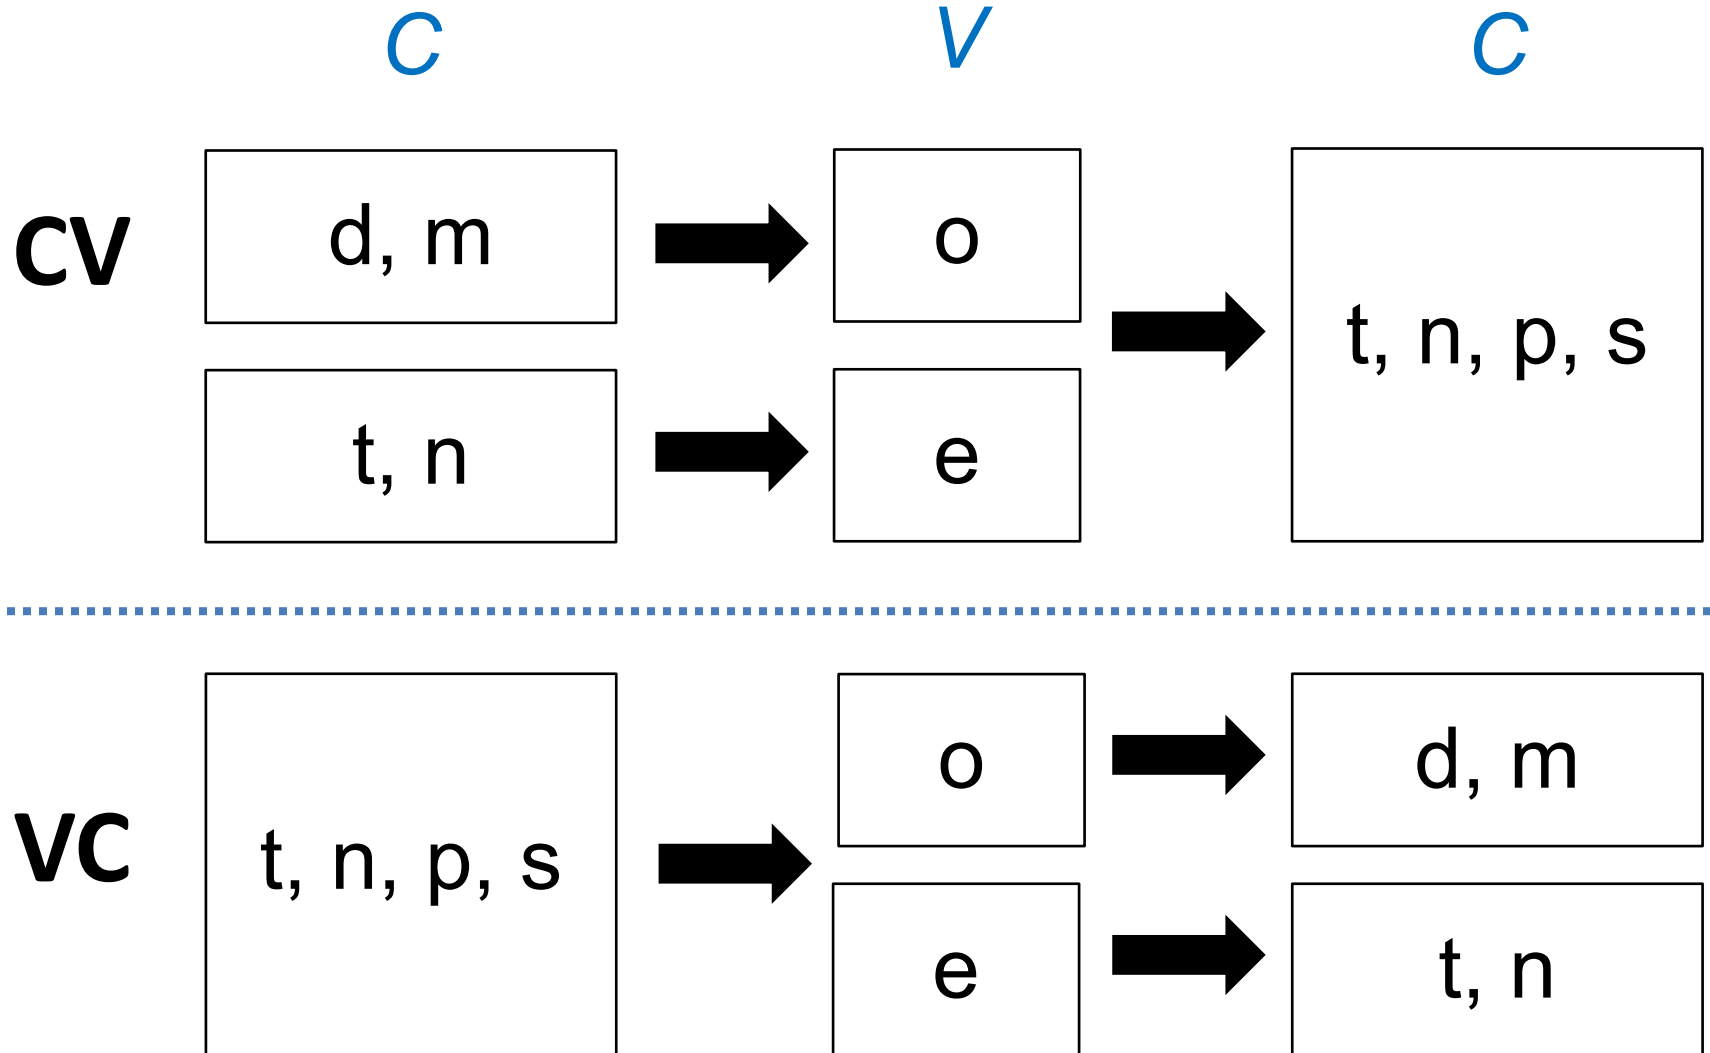 C V C
CV
d, m
o
t, n, p, s
t, n
e
VC
t, n, p, s
o
d, m
e
t, n